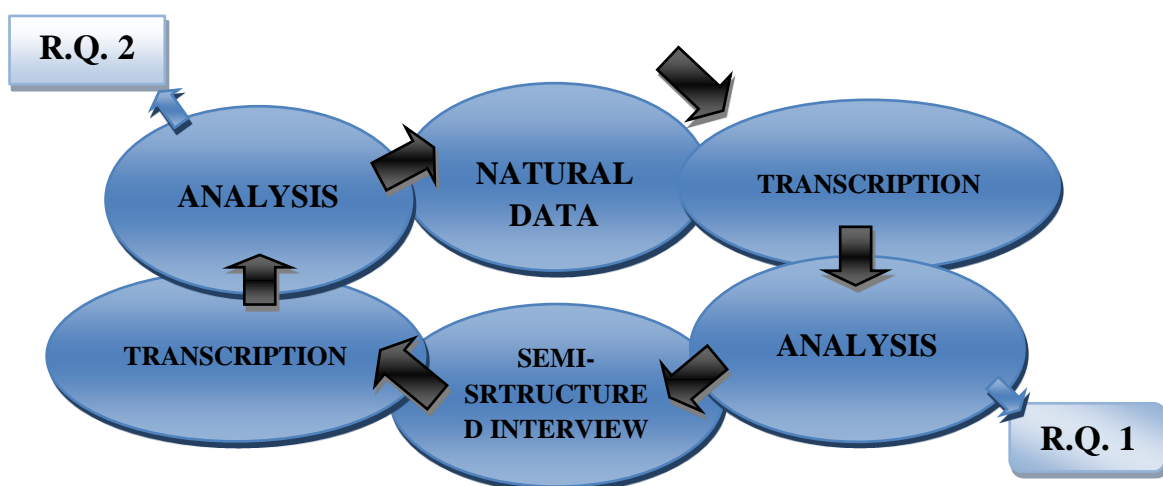 R.Q. 2
ANALYSIS
NATURAL
DATA
TRANSCRIPTION
TRANSCRIPTION
SEMI-
SRTRUCTURE
D INTERVIEW
ANALYSIS
R.Q. 1